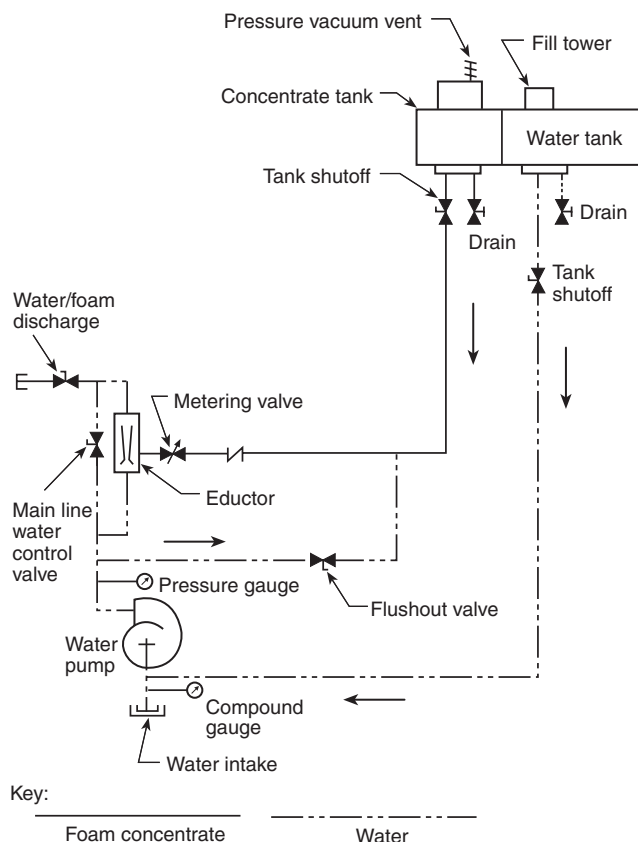 Pressure vacuum vent
Fill tower
Concentrate tank
Water tank
Tank shutoff
Drain
Drain
Tank
shutoff
Water/foam
discharge
Metering valve
Eductor
Main line
water
control
valve
Pressure gauge
Flushout valve
Water
pump
Compound
gauge
Water intake
Key:
Foam concentrate
Water